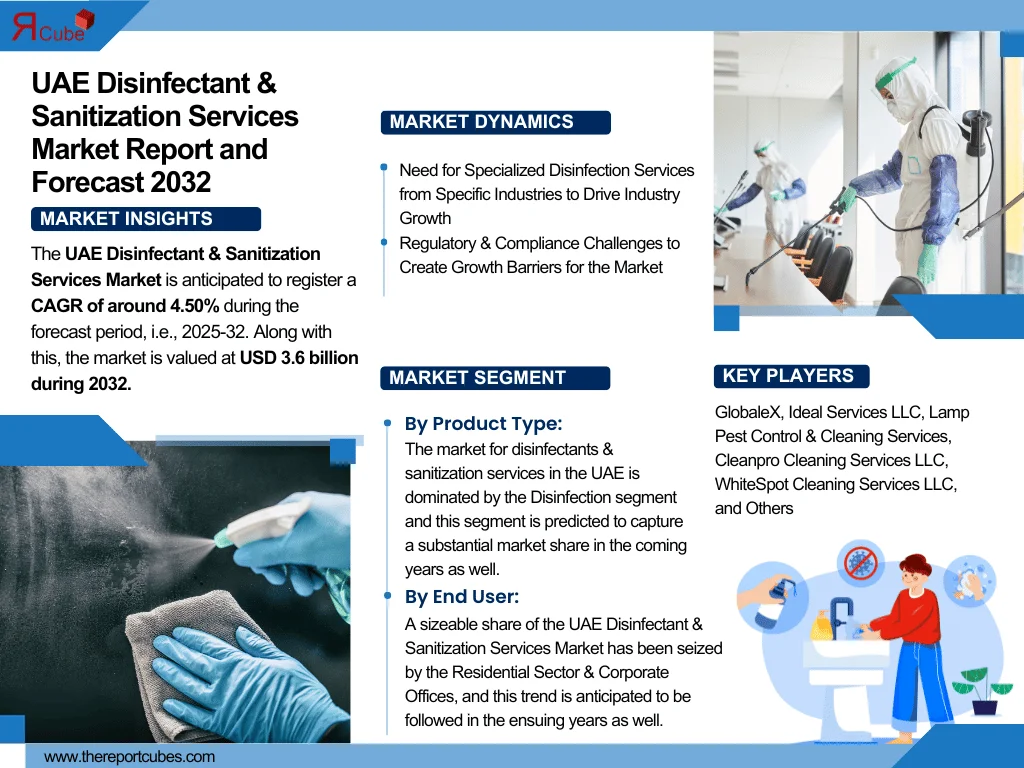 ЯCube
UAE Disinfectant &
Sanitization Services
Market Report and
Forecast 2032
MARKET INSIGHTS
The UAE Disinfectant & Sanitization
Services Market is anticipated to register a
CAGR of around 4.50% during the
forecast period, i.e., 2025-32. Along with
this, the market is valued at USD 3.6 billion
during 2032.
MARKET DYNAMICS
Need for Specialized Disinfection Services
from Specific Industries to Drive Industry
Growth
Regulatory & Compliance Challenges to
Create Growth Barriers for the Market
MARKET SEGMENT
By Product Type:
The market for disinfectants &
sanitization services in the UAE is
dominated by the Disinfection segment
and this segment is predicted to capture
a substantial market share in the coming
years as well.
By End User:
A sizeable share of the UAE Disinfectant &
Sanitization Services Market has been seized
by the Residential Sector & Corporate
Offices, and this trend is anticipated to be
followed in the ensuing years as well.
KEY PLAYERS
GlobaleX, Ideal Services LLC, Lamp
Pest Control & Cleaning Services,
Cleanpro Cleaning Services LLC,
WhiteSpot Cleaning Services LLC,
and Others
www.thereportcubes.com